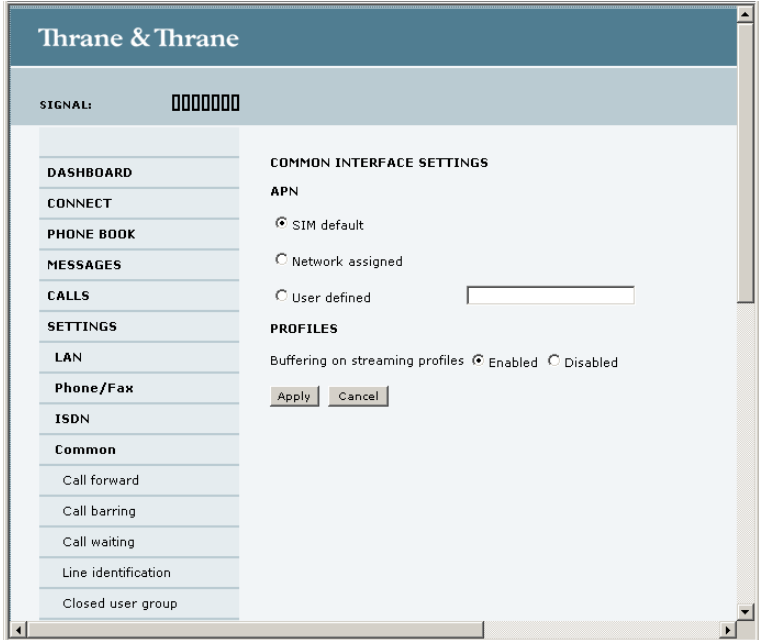 Thrane & Thrane
SIGNAL:
DASHBOARD
CONNECT
PHONE BOOK
MESSAGES
CALLS
SETTINGS
LAN
Phone/Fax
ISDN
Common
Call forward
Call barring
Call waiting
Line identification
Closed user group
COMMON INTERFACE SETTINGS
APN
SIM default
Network assigned
User defined
PROFILES
Buffering on streaming profiles Enabled Disabled
Apply Cancel